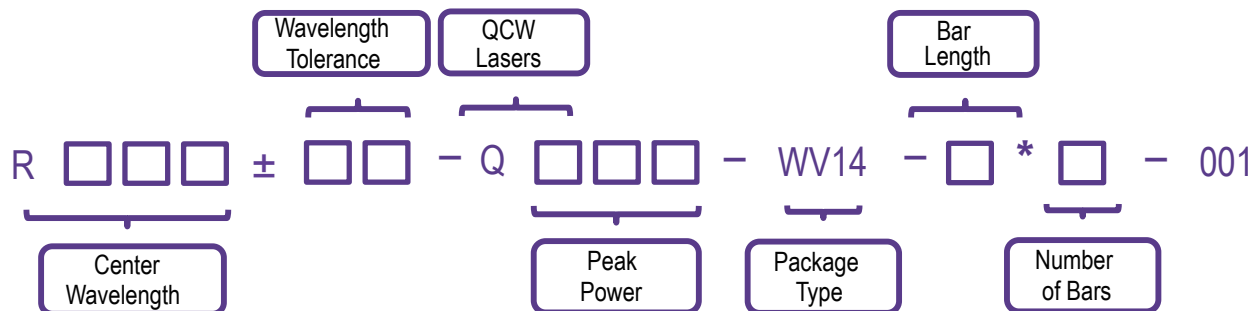 Wavelength
Tolerance
QCW
Lasers
Bar
Length
R □□□ ± □□ - Q □□□ - WV14 - □ * □ - 001
Center
Wavelength
Peak
Power
Package
Type
Number
of Bars